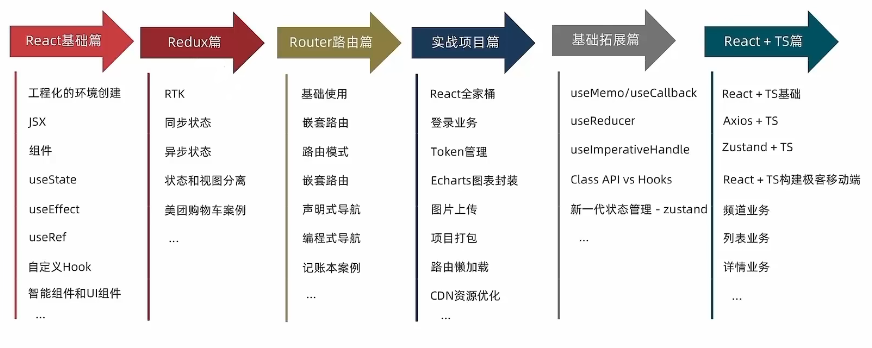 React基础篇
工程化的环境创建
JSX
组件
useState
useEffect
useRef
自定义Hook
智能组件和UI组件
...
Redux篇
RTK
同步状态
异步状态
状态和视图分离
美团购物车案例
...
Router路由篇
基础使用
嵌套路由
路由模式
嵌套路由
声明式导航
编程式导航
记账本案例
...
实战项目篇
React全家桶
登录业务
Token管理
Echarts图表封装
图片上传
项目打包
路由懒加载
CDN资源优化
...
基础拓展篇
useMemo/useCallback
useReducer
useImperativeHandle
Class API vs Hooks
新一代状态管理 - zustand
...
React + TS篇
React + TS基础
Axios + TS
Zustand + TS
React + TS构建极客移动端
频道业务
列表业务
详情业务
...